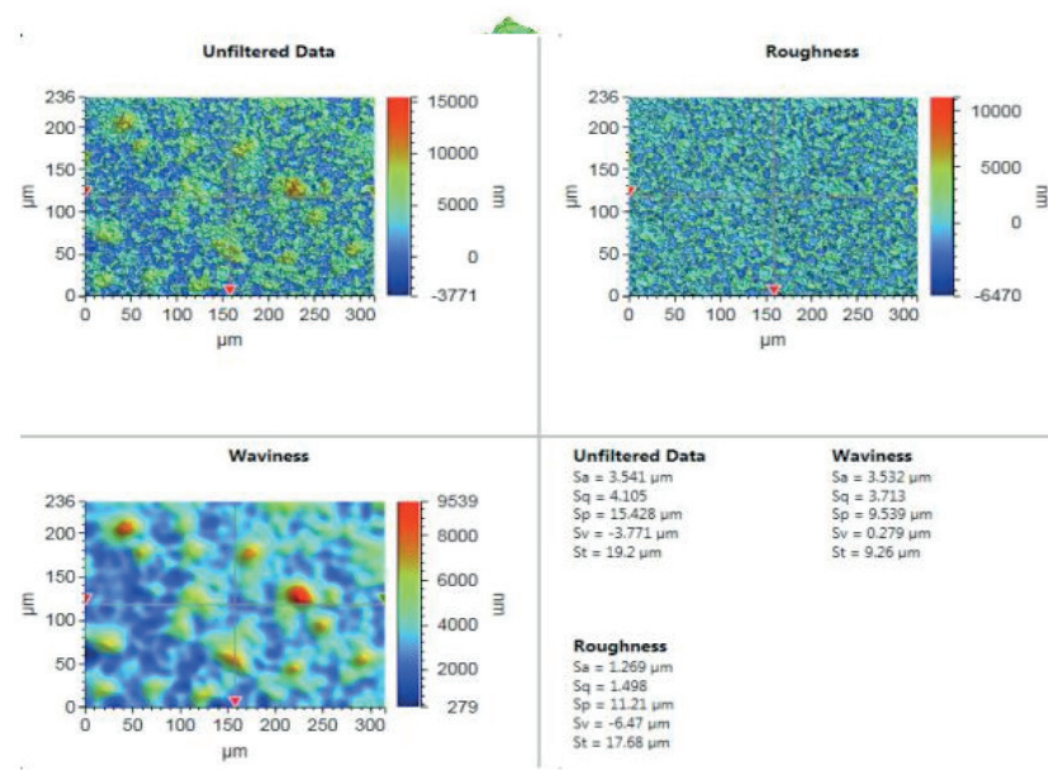 Unfiltered Data
236
200
150
100
50
0
µm
0 50 100 150 200 250 300
µm
15000
10000
5000
0
-3771
nm
Roughness
236
200
150
100
50
0
µm
0 50 100 150 200 250 300
µm
10000
5000
0
-6470
nm
Waviness
236
200
150
100
50
0
µm
0 50 100 150 200 250 300
µm
9539
8000
6000
4000
2000
279
nm
Unfiltered Data
Sa = 3.541 µm
Sq = 4.105
Sp = 15.428 µm
Sv = -3.771 µm
St = 19.2 µm
Waviness
Sa = 3.532 µm
Sq = 3.713
Sp = 9.539 µm
Sv = 0.279 µm
St = 9.26 µm
Roughness
Sa = 1.269 µm
Sq = 1.498
Sp = 11.21 µm
Sv = -6.47 µm
St = 17.68 µm